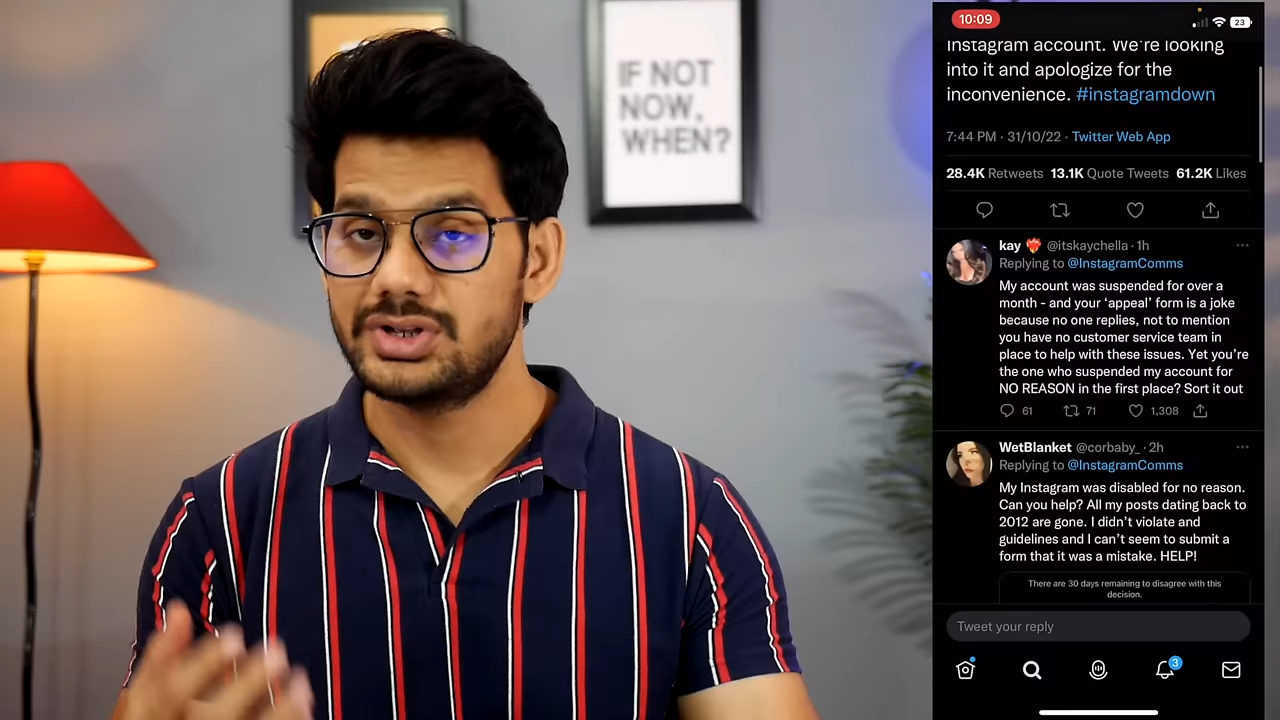 IF NOT
NOW,
WHEN?
10:09
23
Instagram account. We're looking
into it and apologize for the
inconvenience. #instagramdown
7:44 PM · 31/10/22 · Twitter Web App
28.4K Retweets 13.1K Quote Tweets 61.2K Likes
kay @itskaychella · 1h
Replying to @InstagramComms
My account was suspended for over a
month - and your ‘appeal’ form is a joke
because no one replies, not to mention
you have no customer service team in
place to help with these issues. Yet you’re
the one who suspended my account for
NO REASON in the first place? Sort it out
61 71 1,308
WetBlanket @corbaby_ · 2h
Replying to @InstagramComms
My Instagram was disabled for no reason.
Can you help? All my posts dating back to
2012 are gone. I didn’t violate and
guidelines and I can’t seem to submit a
form that it was a mistake. HELP!
There are 30 days remaining to disagree with this
decision.
Tweet your reply
3